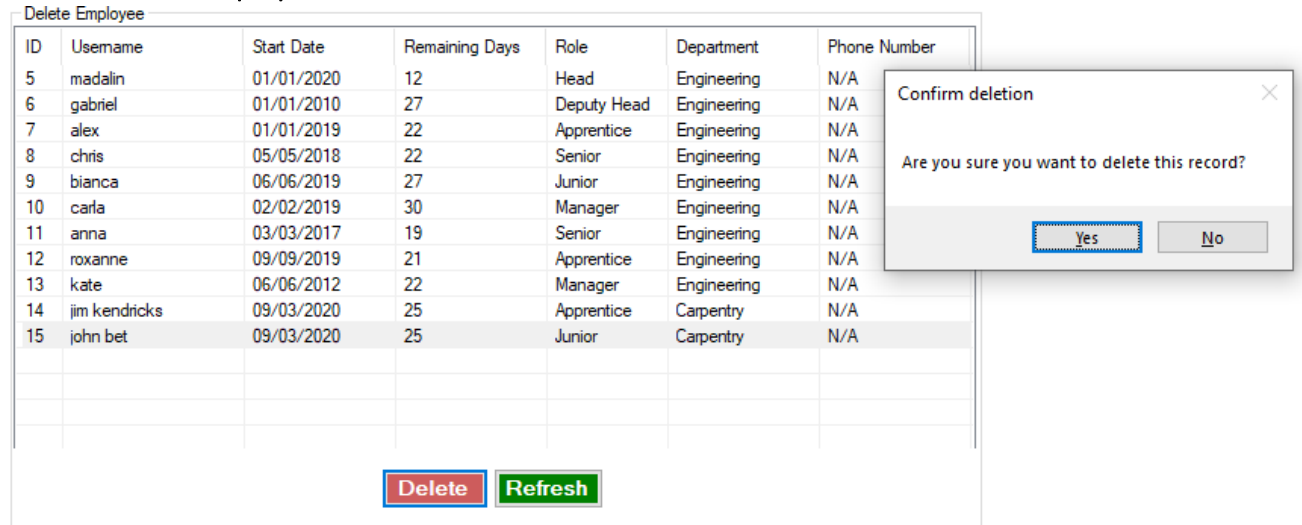 Delete Employee
ID Username Start Date Remaining Days Role Department Phone Number
5 madalin 01/01/2020 12 Head Engineering N/A
6 gabriel 01/01/2010 27 Deputy Head Engineering N/A
7 alex 01/01/2019 22 Apprentice Engineering N/A
8 chris 05/05/2018 22 Senior Engineering N/A
9 bianca 06/06/2019 27 Junior Engineering N/A
10 carla 02/02/2019 30 Manager Engineering N/A
11 anna 03/03/2017 19 Senior Engineering N/A
12 roxanne 09/09/2019 21 Apprentice Engineering N/A
13 kate 06/06/2012 22 Manager Engineering N/A
14 jim kendricks 09/03/2020 25 Apprentice Carpentry N/A
15 john bet 09/03/2020 25 Junior Carpentry N/A
Confirm deletion
Are you sure you want to delete this record?
Yes No
Delete Refresh